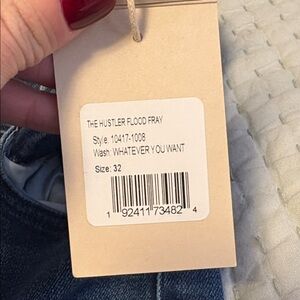 THE HUSTLER FLOOD FRAY
Style: 10417-1008
Wash: WHATEVER YOU WANT
Size: 32
1 92411 73482 4